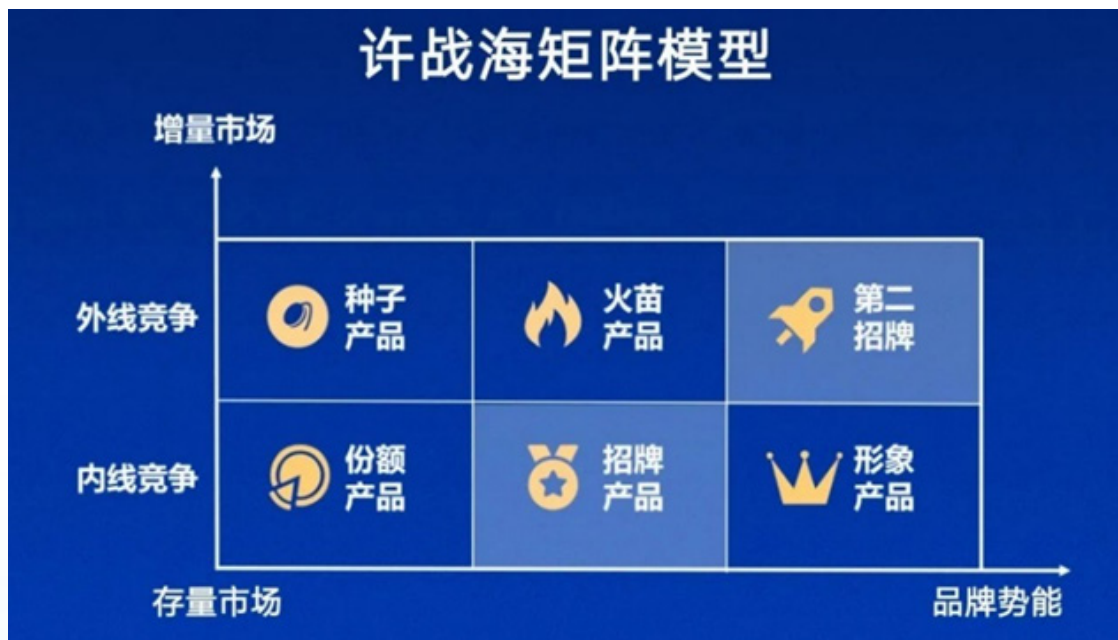 许战海矩阵模型
增量市场
外线竞争
种子
产品
火苗
产品
第二
招牌
内线竞争
份额
产品
招牌
产品
形象
产品
存量市场
品牌势能